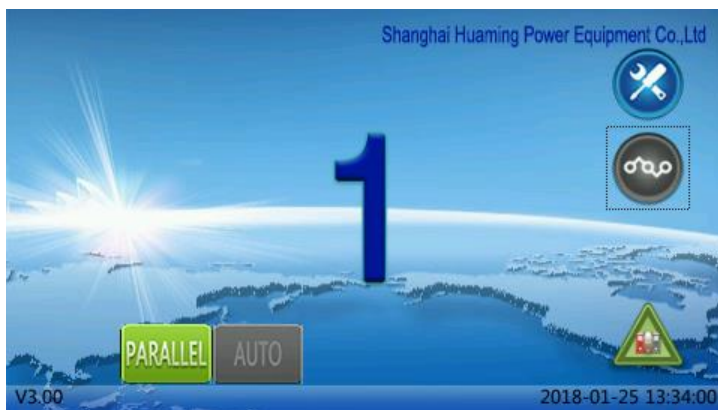 Shanghai Huaming Power Equipment Co.,Ltd
1
PARALLEL AUTO
V3.00 2018-01-25 13:34:00